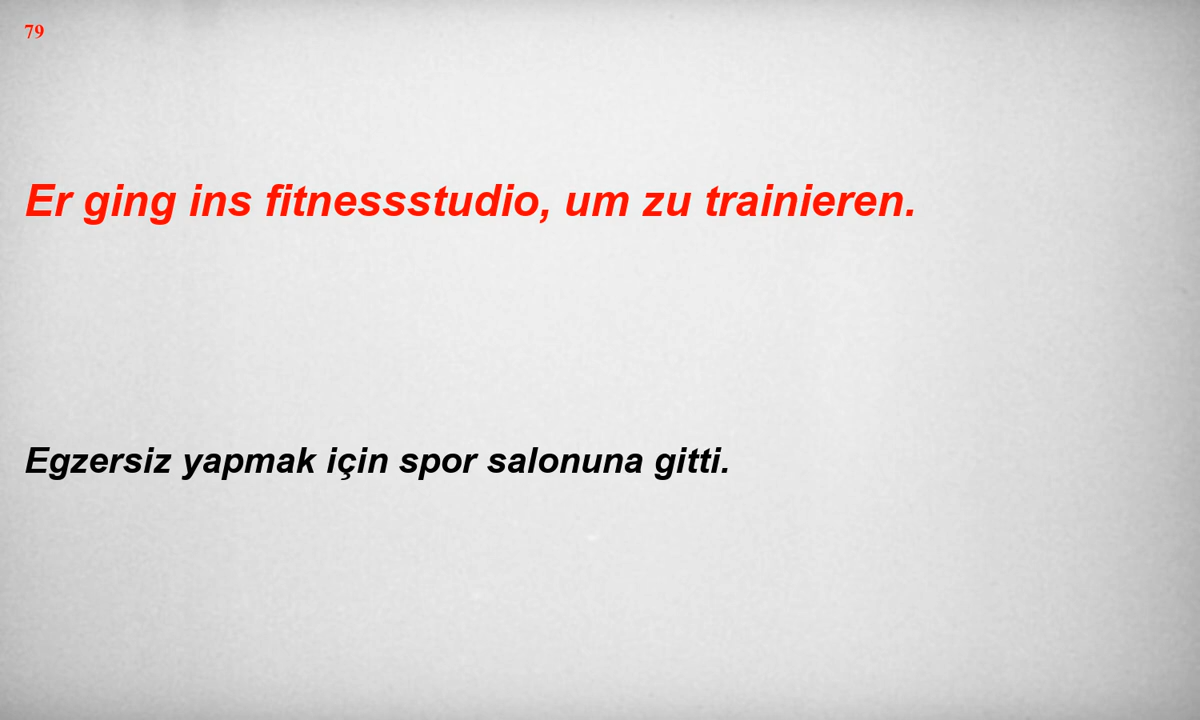 79
Er ging ins fitnessstudio, um zu trainieren.
Egzersiz yapmak için spor salonuna gitti.